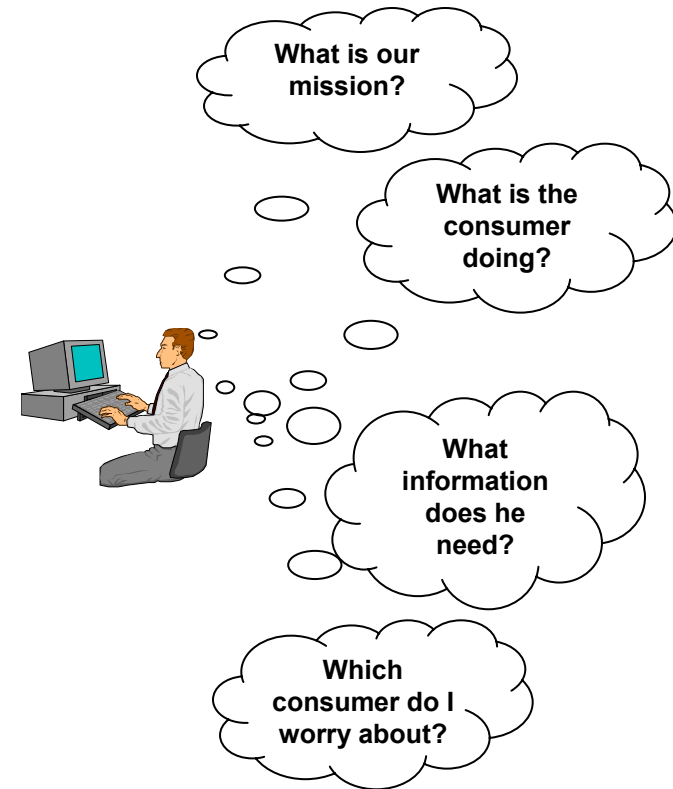 What is our
mission?
What is the
consumer
doing?
What
information
does he
need?
Which
consumer do I
worry about?